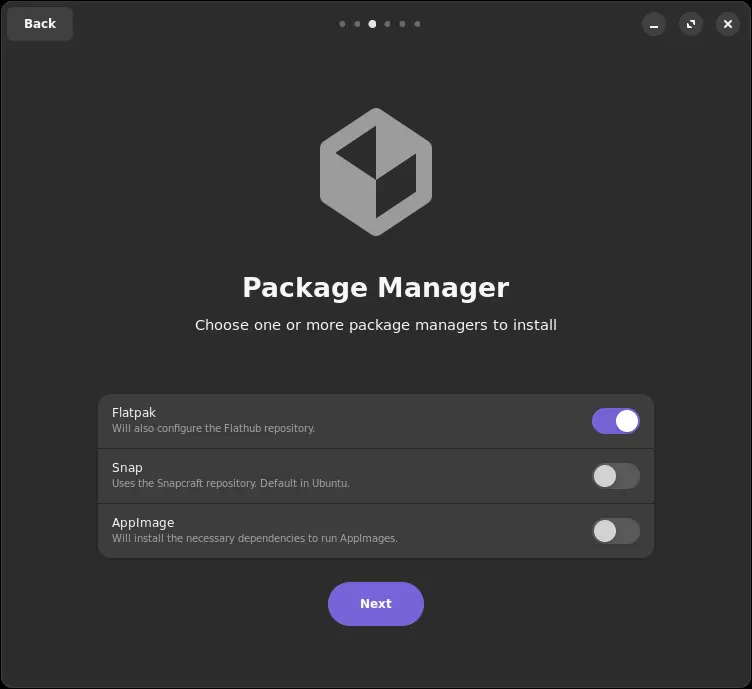 Back
Package Manager
Choose one or more package managers to install
Flatpak
Will also configure the Flathub repository.
Snap
Uses the Snapcraft repository. Default in Ubuntu.
AppImage
Will install the necessary dependencies to run AppImages.
Next